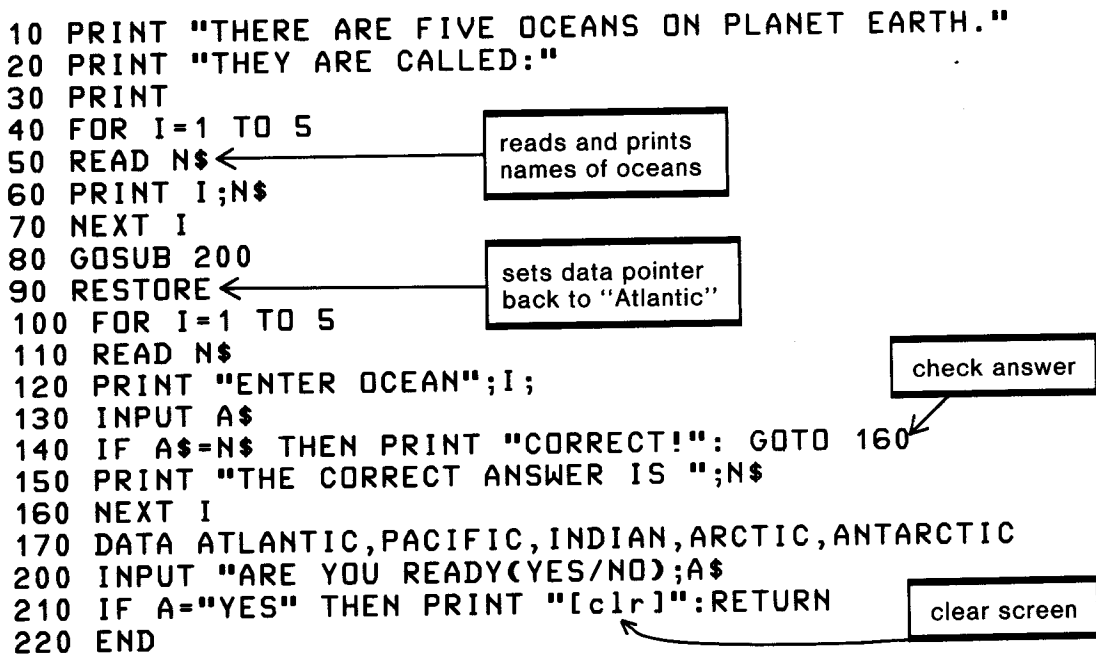 10 PRINT "THERE ARE FIVE OCEANS ON PLANET EARTH."
20 PRINT "THEY ARE CALLED:"
30 PRINT
40 FOR I=1 TO 5
reads and prints
50 READ N$
names of oceans
60 PRINT I;N$
70 NEXT I
80 GOSUB 200
sets data pointer
90 RESTORE
back to "Atlantic"
100 FOR I=1 TO 5
110 READ N$
120 PRINT "ENTER OCEAN";I;
check answer
130 INPUT A$
140 IF A$=N$ THEN PRINT "CORRECT!": GOTO 160
150 PRINT "THE CORRECT ANSWER IS ";N$
160 NEXT I
170 DATA ATLANTIC,PACIFIC,INDIAN,ARCTIC,ANTARCTIC
200 INPUT "ARE YOU READY(YES/NO);A$
210 IF A="YES" THEN PRINT "[clr]":RETURN
clear screen
220 END